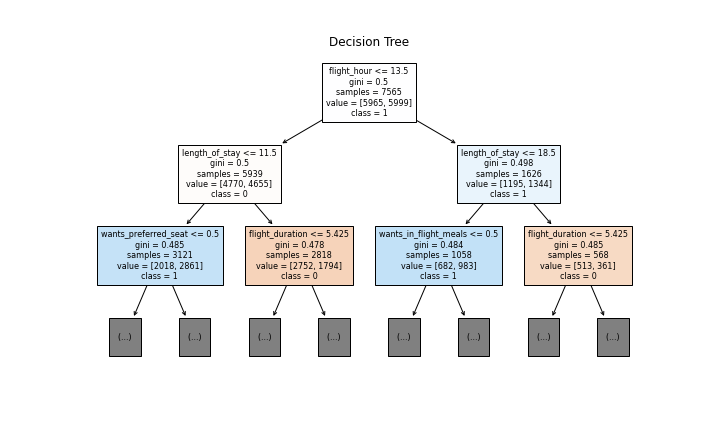 Decision Tree
flight_hour <= 13.5
gini = 0.5
samples = 7565
value = [5965, 5999]
class = 1
length_of_stay <= 11.5
gini = 0.5
samples = 5939
value = [4770, 4655]
class = 0
length_of_stay <= 18.5
gini = 0.498
samples = 1626
value = [1195, 1344]
class = 1
wants_preferred_seat <= 0.5
gini = 0.485
samples = 3121
value = [2018, 2861]
class = 1
flight_duration <= 5.425
gini = 0.478
samples = 2818
value = [2752, 1794]
class = 0
wants_in_flight_meals <= 0.5
gini = 0.484
samples = 1058
value = [682, 983]
class = 1
flight_duration <= 5.425
gini = 0.485
samples = 568
value = [513, 361]
class = 0
(...)
(...)
(...)
(...)
(...)
(...)
(...)
(...)